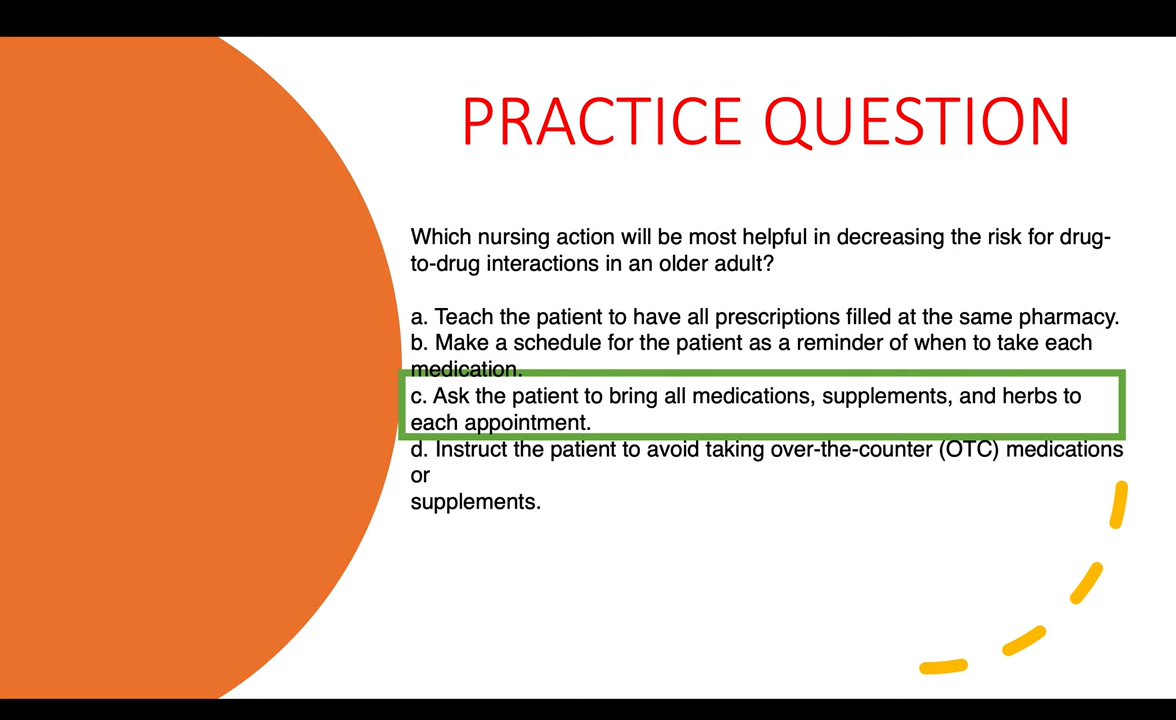 PRACTICE QUESTION
Which nursing action will be most helpful in decreasing the risk for drug-
to-drug interactions in an older adult?
a. Teach the patient to have all prescriptions filled at the same pharmacy.
b. Make a schedule for the patient as a reminder of when to take each
medication.
c. Ask the patient to bring all medications, supplements, and herbs to
each appointment.
d. Instruct the patient to avoid taking over-the-counter (OTC) medications
or
supplements.